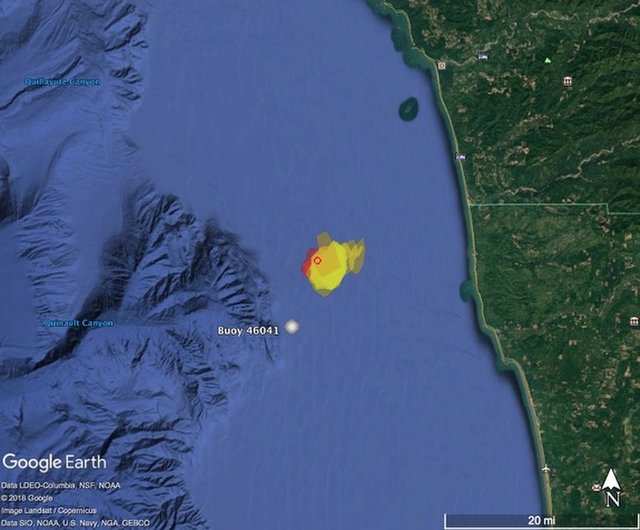 Quillayute Canyon
Quinault Canyon
Buoy 46041
Google Earth
Data LDEO-Columbia, NSF, NOAA
© 2018 Google
Image Landsat / Copernicus
Data SIO, NOAA, U.S. Navy, NGA, GEBCO
N
20 mi